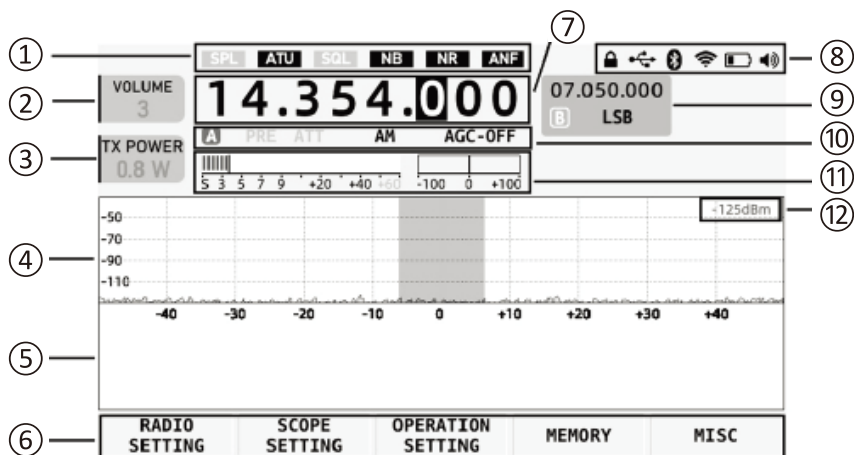 ①
SPL ATU SQL NB NR ANF
⑦
⑧
②
VOLUME
3
14.354.000
07.050.000
B LSB
⑨
③
TX POWER
0.8 W
A PRE ATT AM AGC-OFF
⑩
S 3 5 7 9 +20 +40 +60 -100 0 +100
⑪
-125dBm
⑫
④
-50
-70
-90
-110
-40 -30 -20 -10 0 +10 +20 +30 +40
⑤
⑥
RADIO SETTING
SCOPE SETTING
OPERATION SETTING
MEMORY
MISC